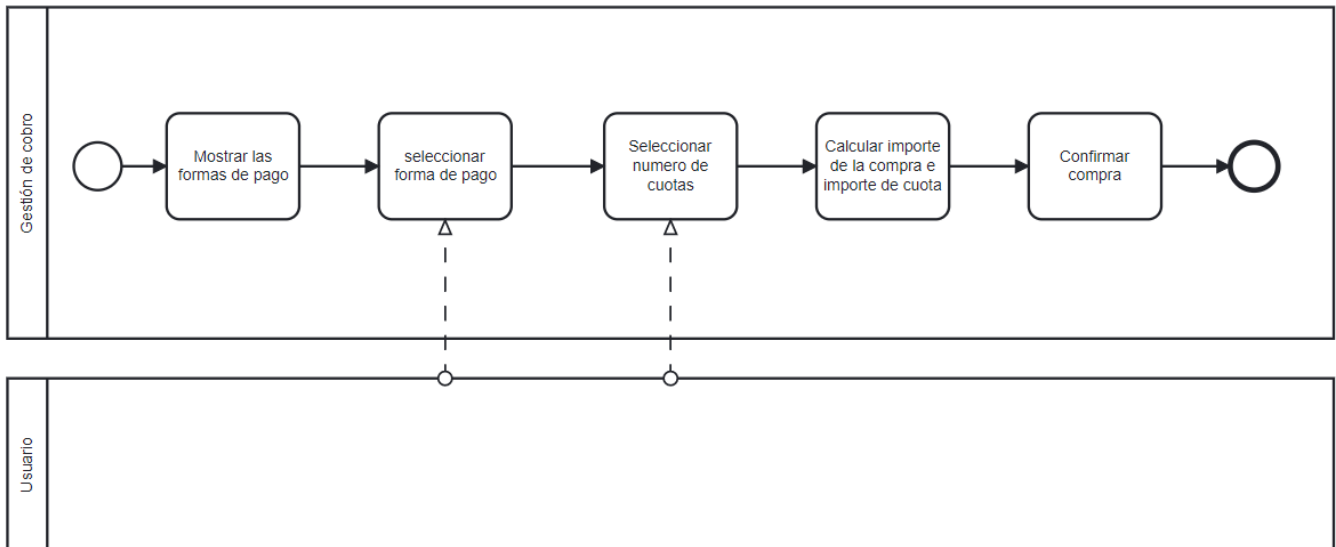 Gestión de cobro
Mostrar las
formas de pago
seleccionar
forma de pago
Seleccionar
numero de
cuotas
Calcular importe
de la compra e
importe de cuota
Confirmar
compra
Usuario